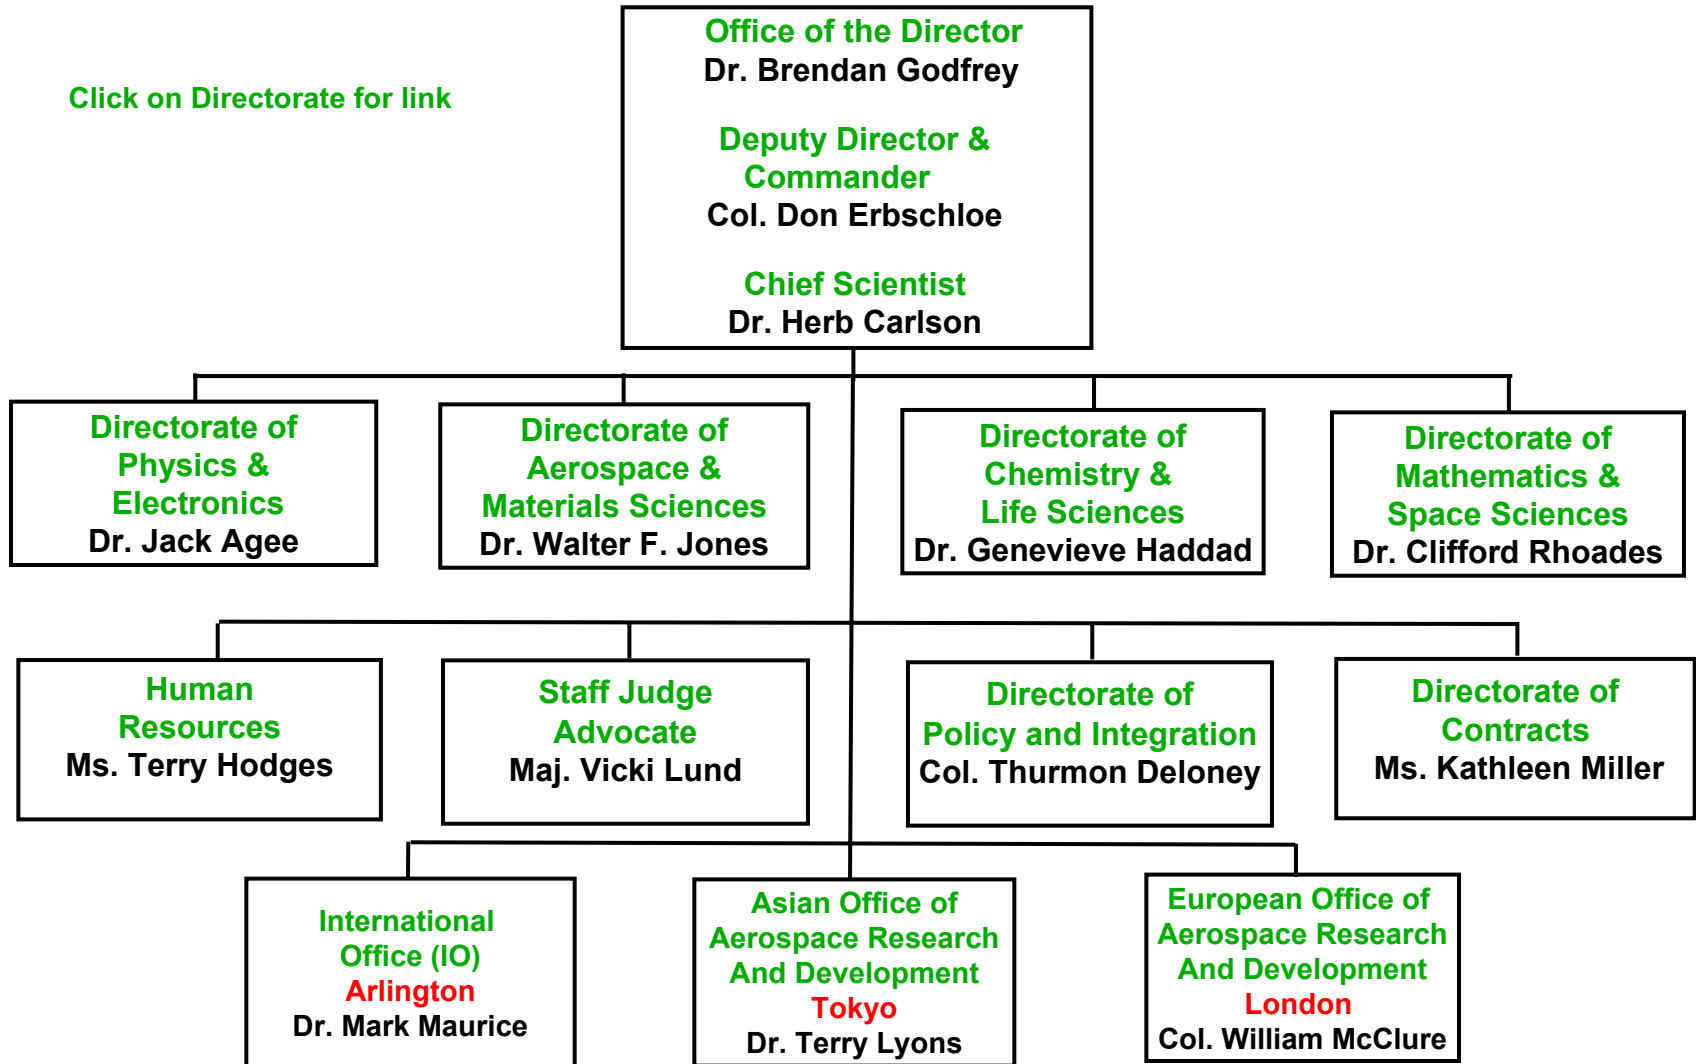 Office of the Director
Dr. Brendan Godfrey
Click on Directorate for link
Deputy Director &
Commander
Col. Don Erbschloe
Chief Scientist
Dr. Herb Carlson
Directorate of
Physics &
Electronics
Dr. Jack Agee
Directorate of
Aerospace &
Materials Sciences
Dr. Walter F. Jones
Directorate of
Chemistry &
Life Sciences
Dr. Genevieve Haddad
Directorate of
Mathematics &
Space Sciences
Dr. Clifford Rhoades
Human
Resources
Ms. Terry Hodges
Staff Judge
Advocate
Maj. Vicki Lund
Directorate of
Policy and Integration
Col. Thurmon Deloney
Directorate of
Contracts
Ms. Kathleen Miller
International
Office (IO)
Arlington
Dr. Mark Maurice
Asian Office of
Aerospace Research
And Development
Tokyo
Dr. Terry Lyons
European Office of
Aerospace Research
And Development
London
Col. William McClure